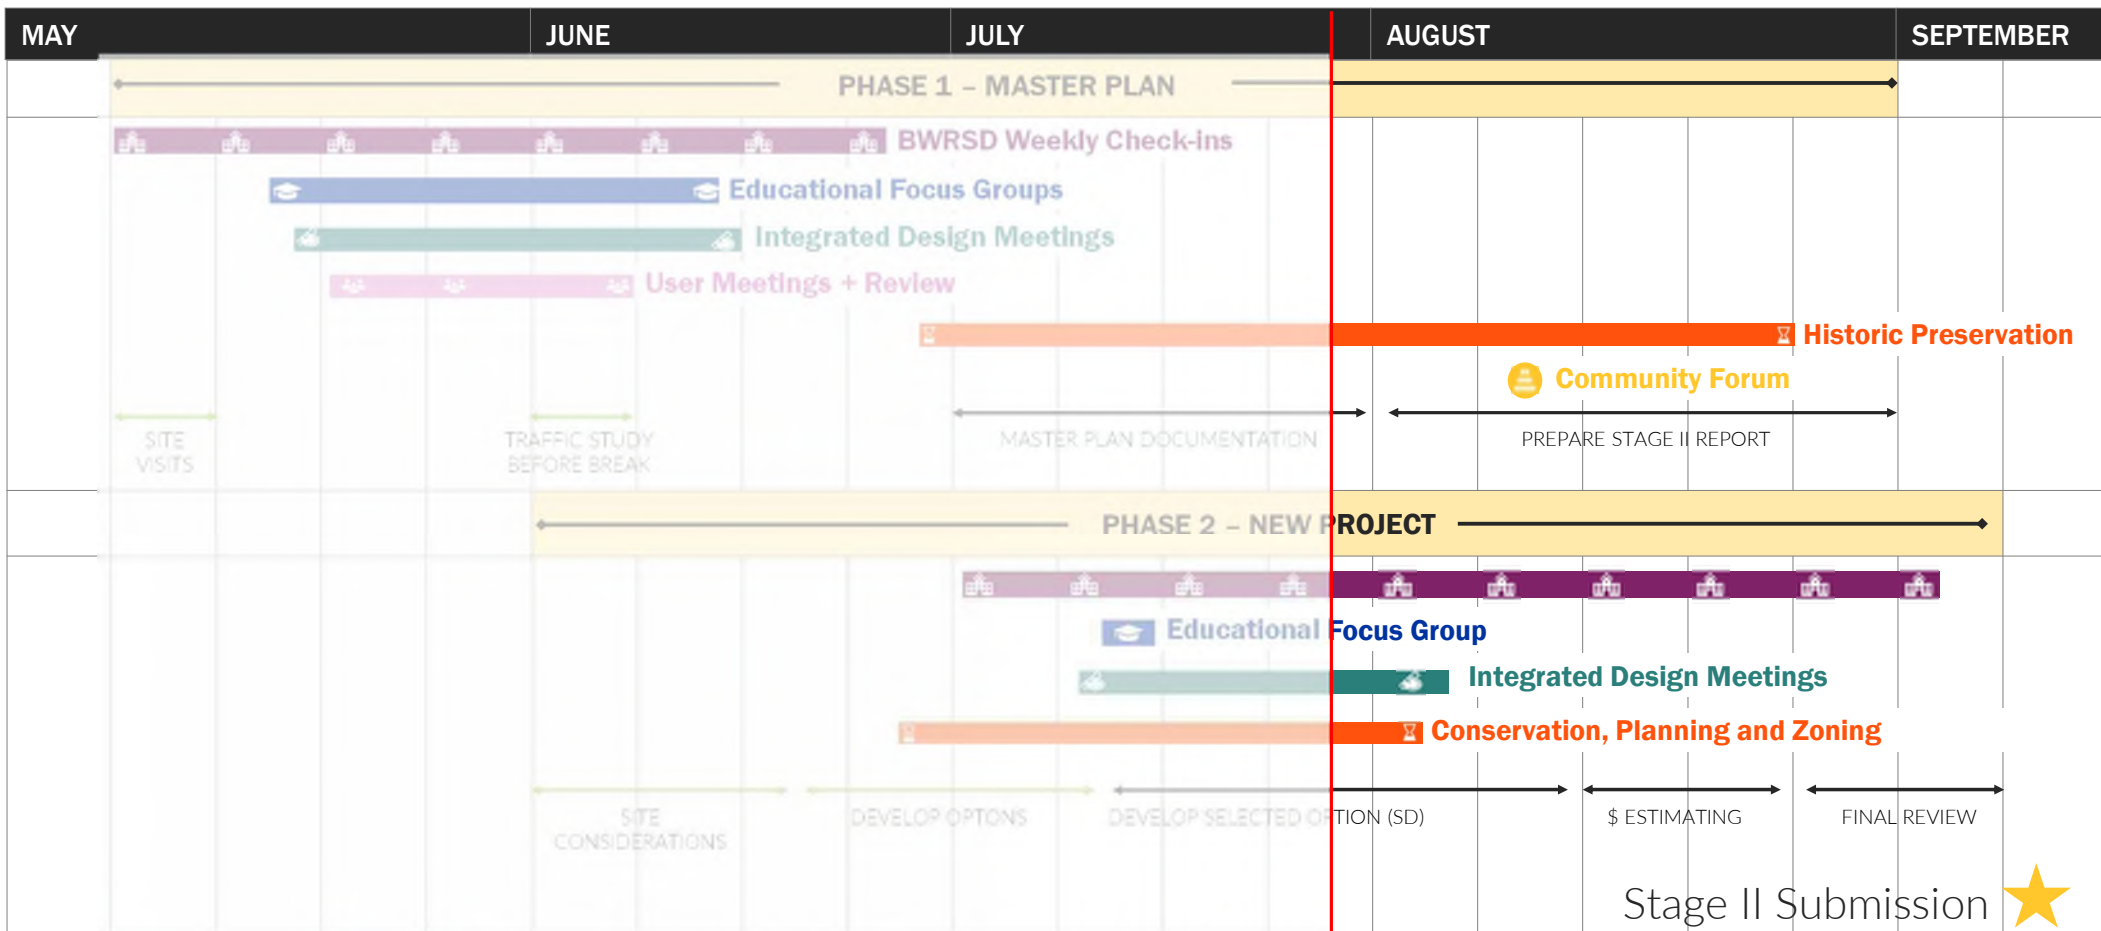 MAY JUNE JULY AUGUST SEPTEMBER
PHASE 1 – MASTER PLAN
BWRSD Weekly Check-ins
Educational Focus Groups
Integrated Design Meetings
User Meetings + Review
Historic Preservation
Community Forum
SITE
VISITS
TRAFFIC STUDY
BEFORE BREAK
MASTER PLAN DOCUMENTATION
PREPARE STAGE II REPORT
PHASE 2 – NEW PROJECT
Educational Focus Group
Integrated Design Meetings
Conservation, Planning and Zoning
SITE
CONSIDERATIONS
DEVELOP OPTONS
DEVELOP SELECTED OPTION (SD)
$ ESTIMATING
FINAL REVIEW
Stage II Submission